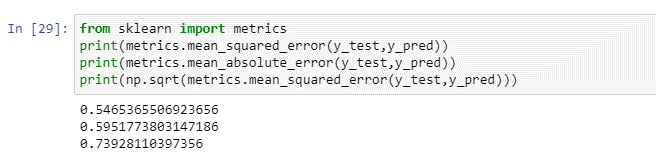 In [29]: from sklearn import metrics
print(metrics.mean_squared_error(y_test,y_pred))
print(metrics.mean_absolute_error(y_test,y_pred))
print(np.sqrt(metrics.mean_squared_error(y_test,y_pred)))
0.5465365506923656
0.5951773803147186
0.73928110397356